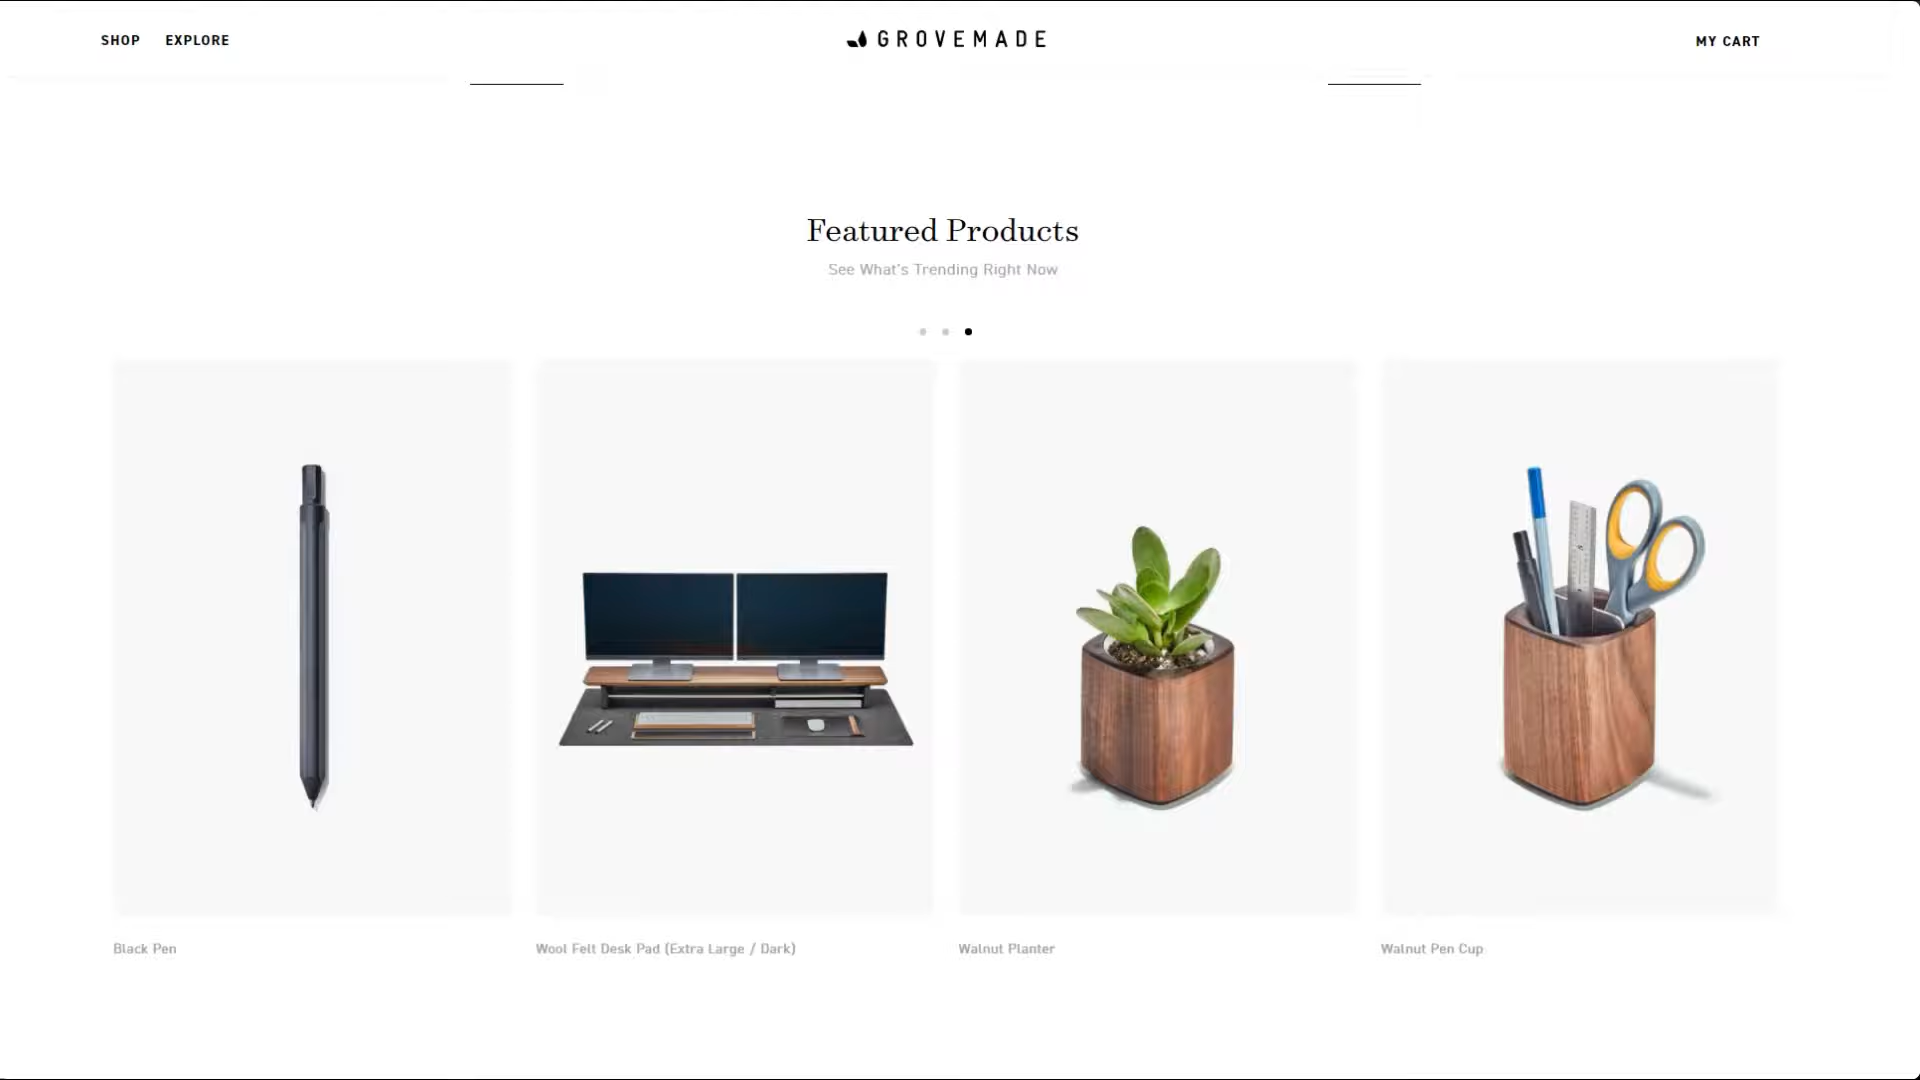 SHOP EXPLORE GROVEMADE MY CART
Featured Products
See What's Trending Right Now
Black Pen
Wool Felt Desk Pad (Extra Large / Dark)
Walnut Planter
Walnut Pen Cup